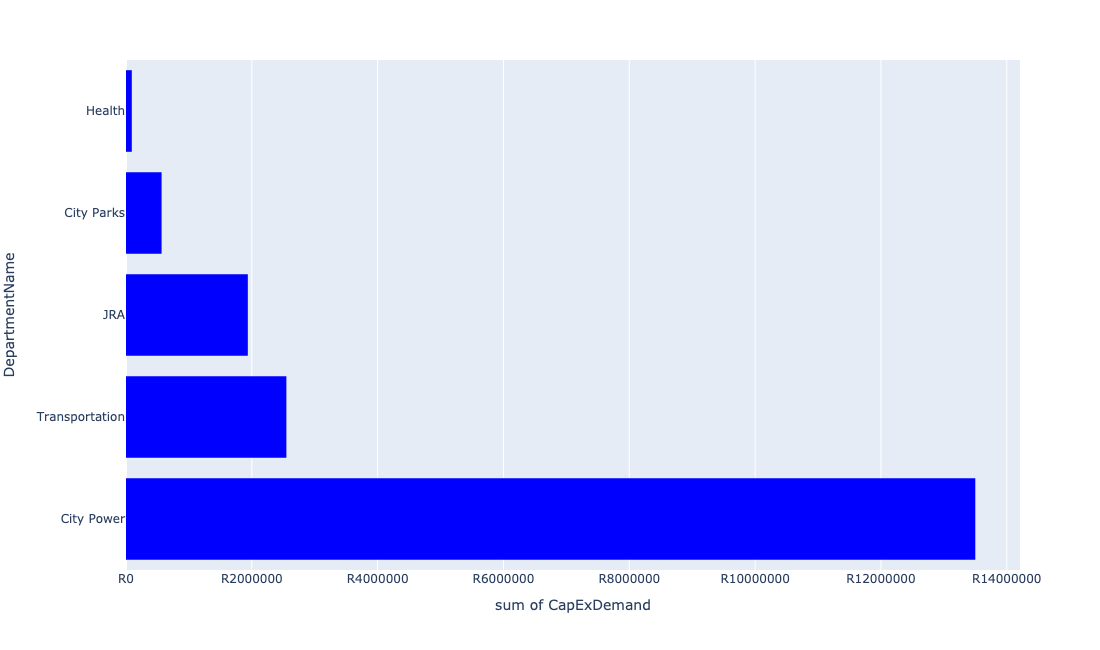 Health
City Parks
JRA
Transportation
City Power
DepartmentName
R0 R2000000 R4000000 R6000000 R8000000 R10000000 R12000000 R14000000
sum of CapExDemand